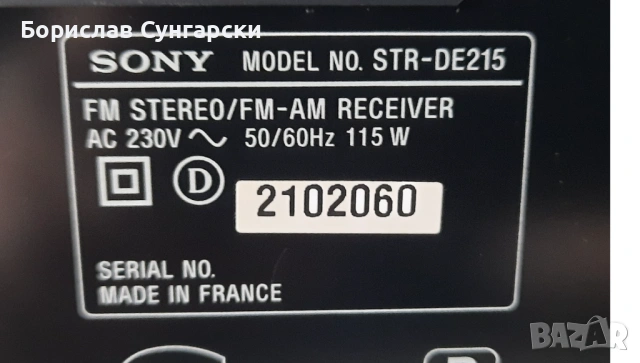 Борислав Сунгарски
SONY MODEL NO. STR-DE215
FM STEREO/FM-AM RECEIVER
AC 230V ~ 50/60Hz 115 W
D
2102060
SERIAL NO.
MADE IN FRANCE
BAZAR